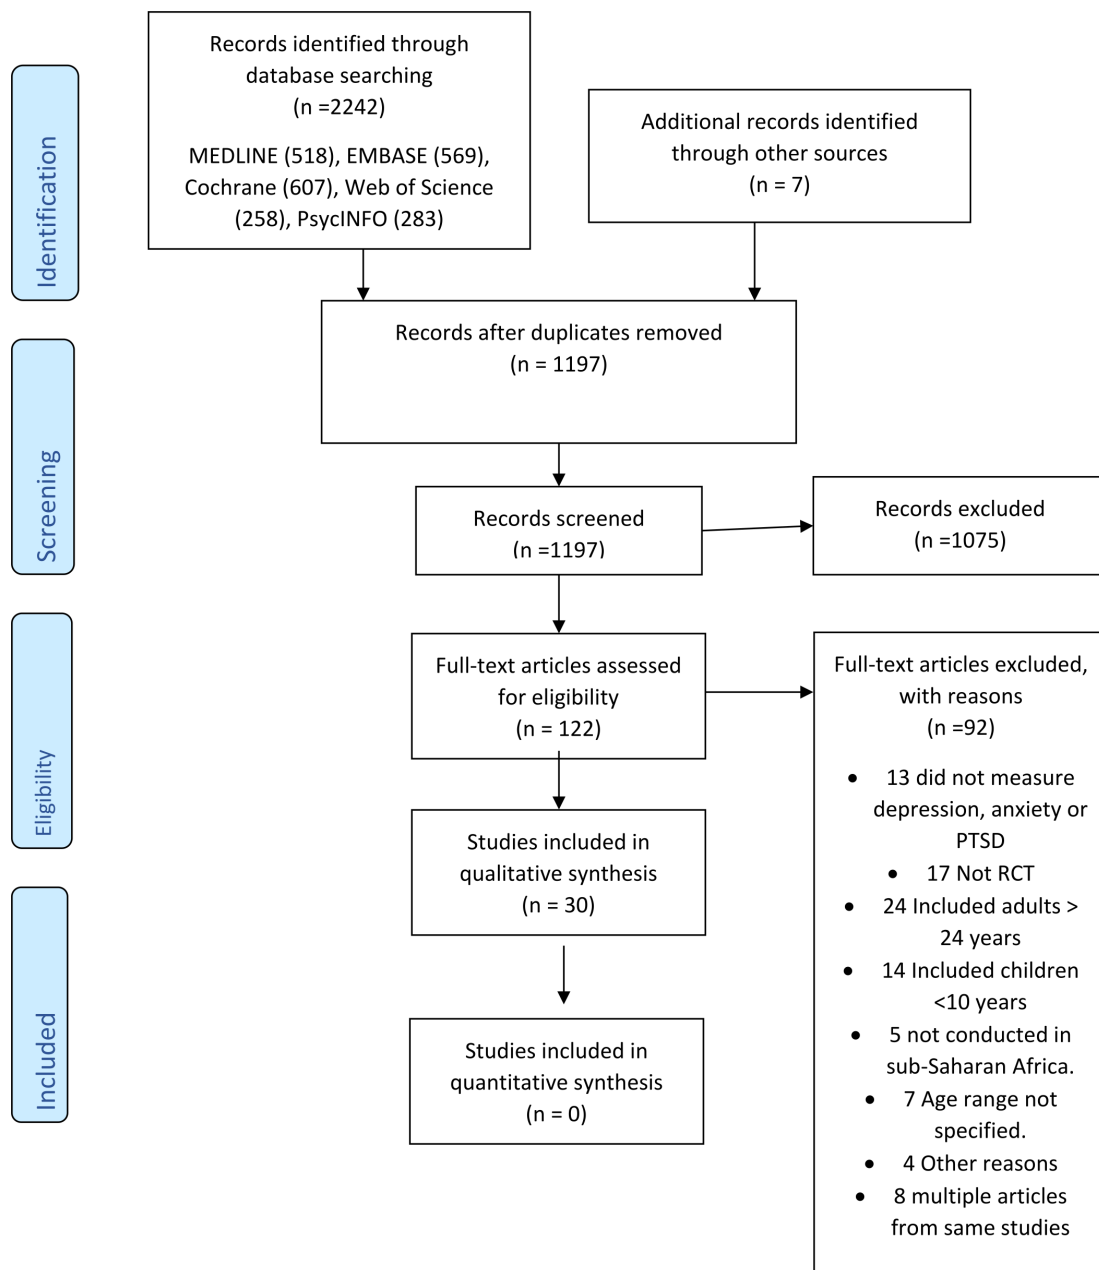 Identification
Records identified through
database searching
(n =2242)
MEDLINE (518), EMBASE (569),
Cochrane (607), Web of Science
(258), PsycINFO (283)
Additional records identified
through other sources
(n = 7)
Records after duplicates removed
(n = 1197)
Screening
Records screened
(n =1197)
Records excluded
(n =1075)
Eligibility
Full-text articles assessed
for eligibility
(n = 122)
Full-text articles excluded,
with reasons
(n =92)
• 13 did not measure
depression, anxiety or
PTSD
• 17 Not RCT
• 24 Included adults >
24 years
• 14 Included children
<10 years
• 5 not conducted in
sub-Saharan Africa.
• 7 Age range not
specified.
• 4 Other reasons
• 8 multiple articles
from same studies
Studies included in
qualitative synthesis
(n = 30)
Included
Studies included in
quantitative synthesis
(n = 0)